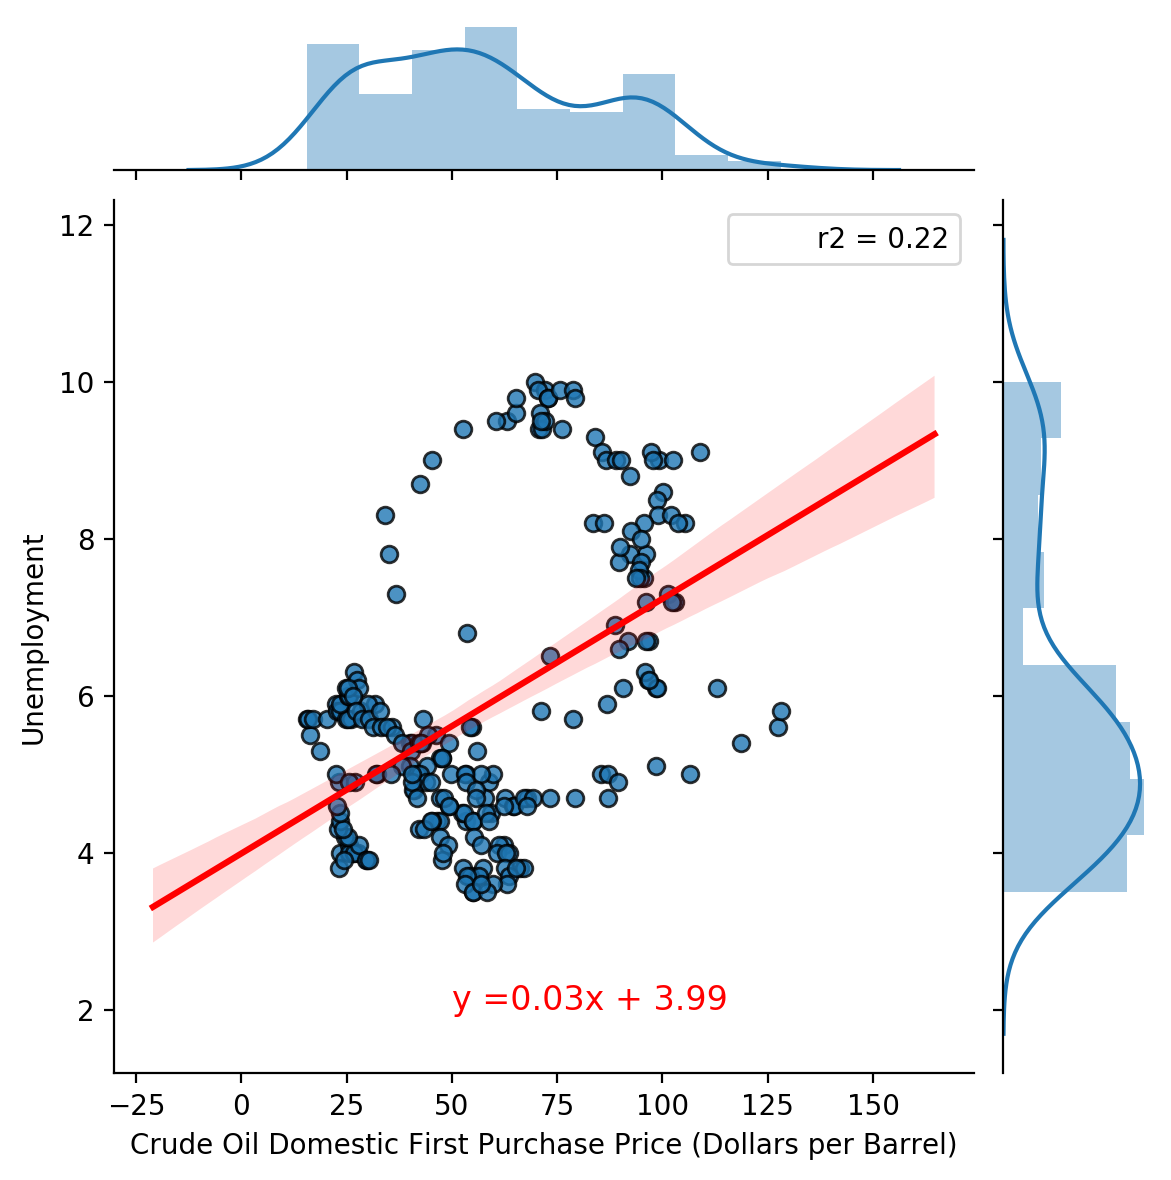 r2 = 0.22
12
10
8
6
4
2
Unemployment
y =0.03x + 3.99
−25 0 25 50 75 100 125 150
Crude Oil Domestic First Purchase Price (Dollars per Barrel)